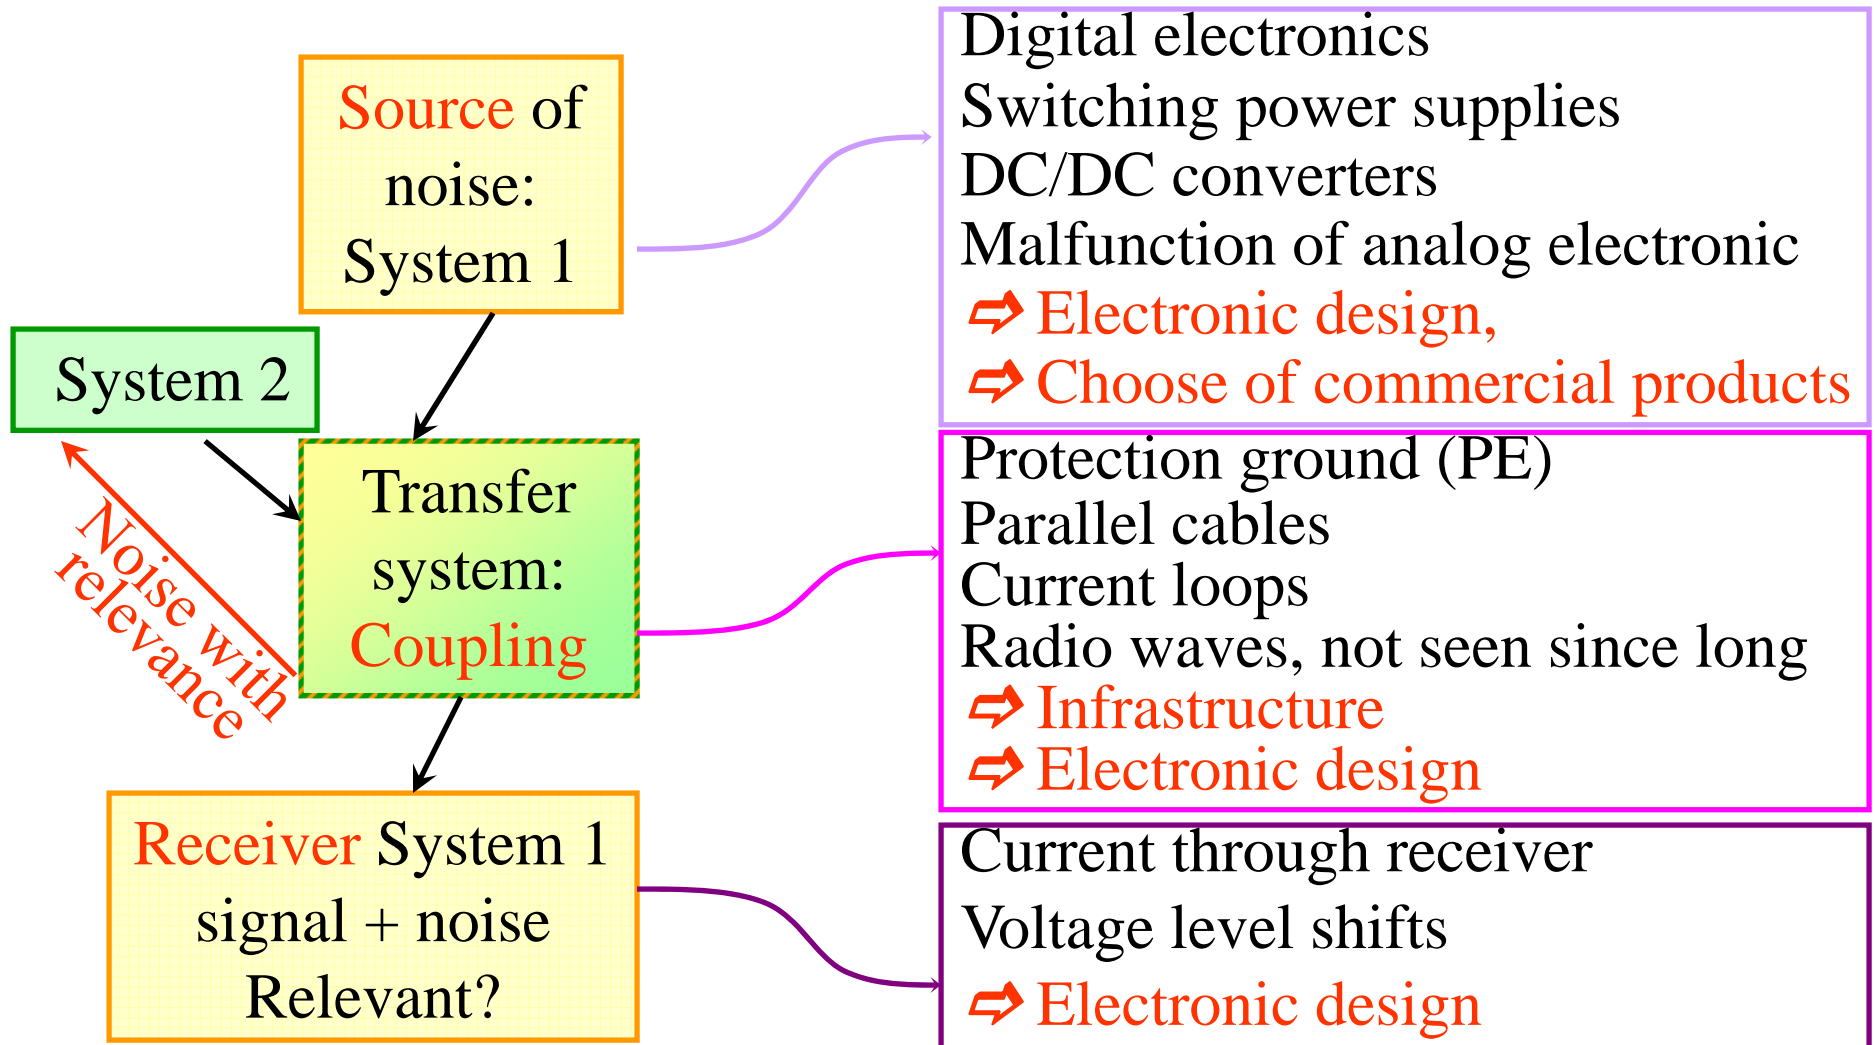 Source of
noise:
System 1
System 2
Noise with
relevance
Transfer
system:
Coupling
Receiver System 1
signal + noise
Relevant?
Digital electronics
Switching power supplies
DC/DC converters
Malfunction of analog electronic
➩ Electronic design,
➩ Choose of commercial products
Protection ground (PE)
Parallel cables
Current loops
Radio waves, not seen since long
➩ Infrastructure
➩ Electronic design
Current through receiver
Voltage level shifts
➩ Electronic design